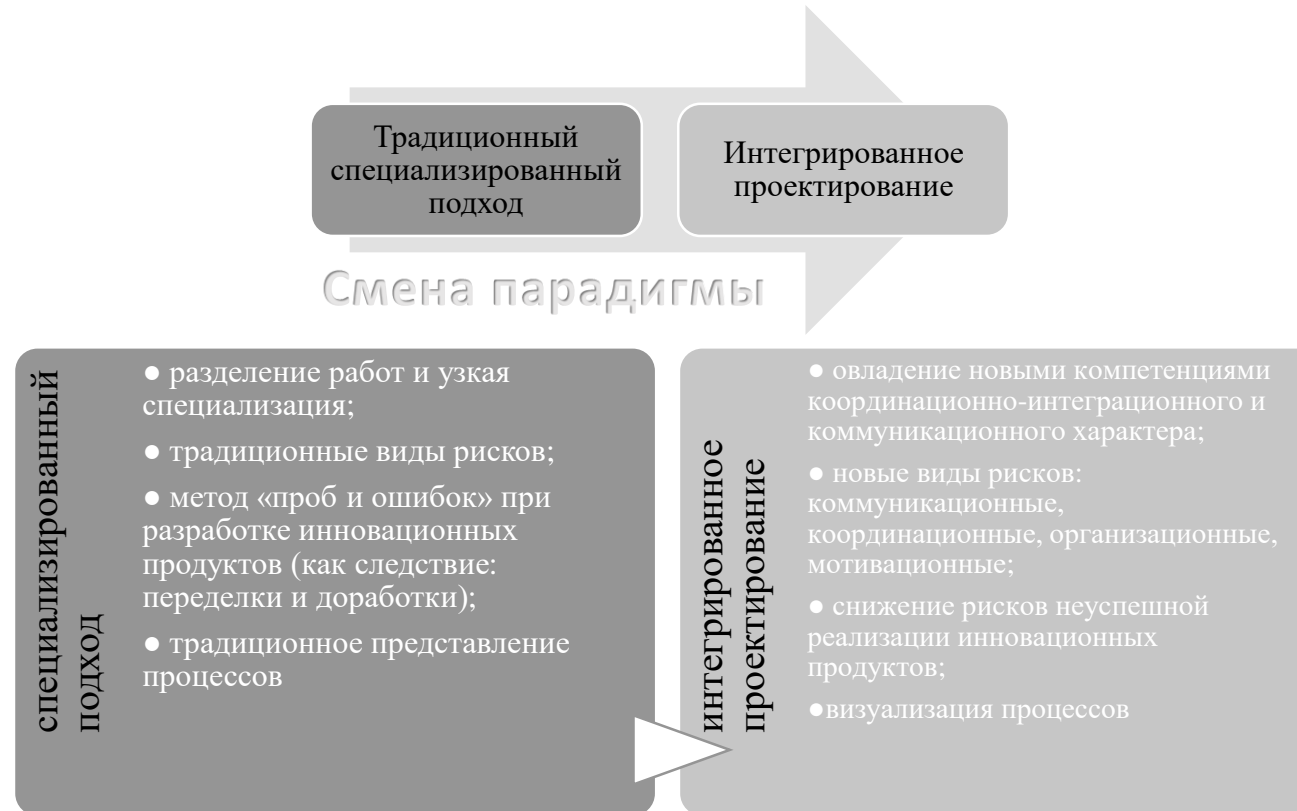 Традиционный
специализированный
подход
Интегрированное
проектирование
Смена парадигмы
специализированный
подход
● разделение работ и узкая
специализация;
● традиционные виды рисков;
● метод «проб и ошибок» при
разработке инновационных
продуктов (как следствие:
переделки и доработки);
● традиционное представление
процессов
интегрированное
проектирование
● овладение новыми компетенциями
координационно-интеграционного и
коммуникационного характера;
● новые виды рисков:
коммуникационные,
координационные, организационные,
мотивационные;
● снижение рисков неуспешной
реализации инновационных
продуктов;
●визуализация процессов